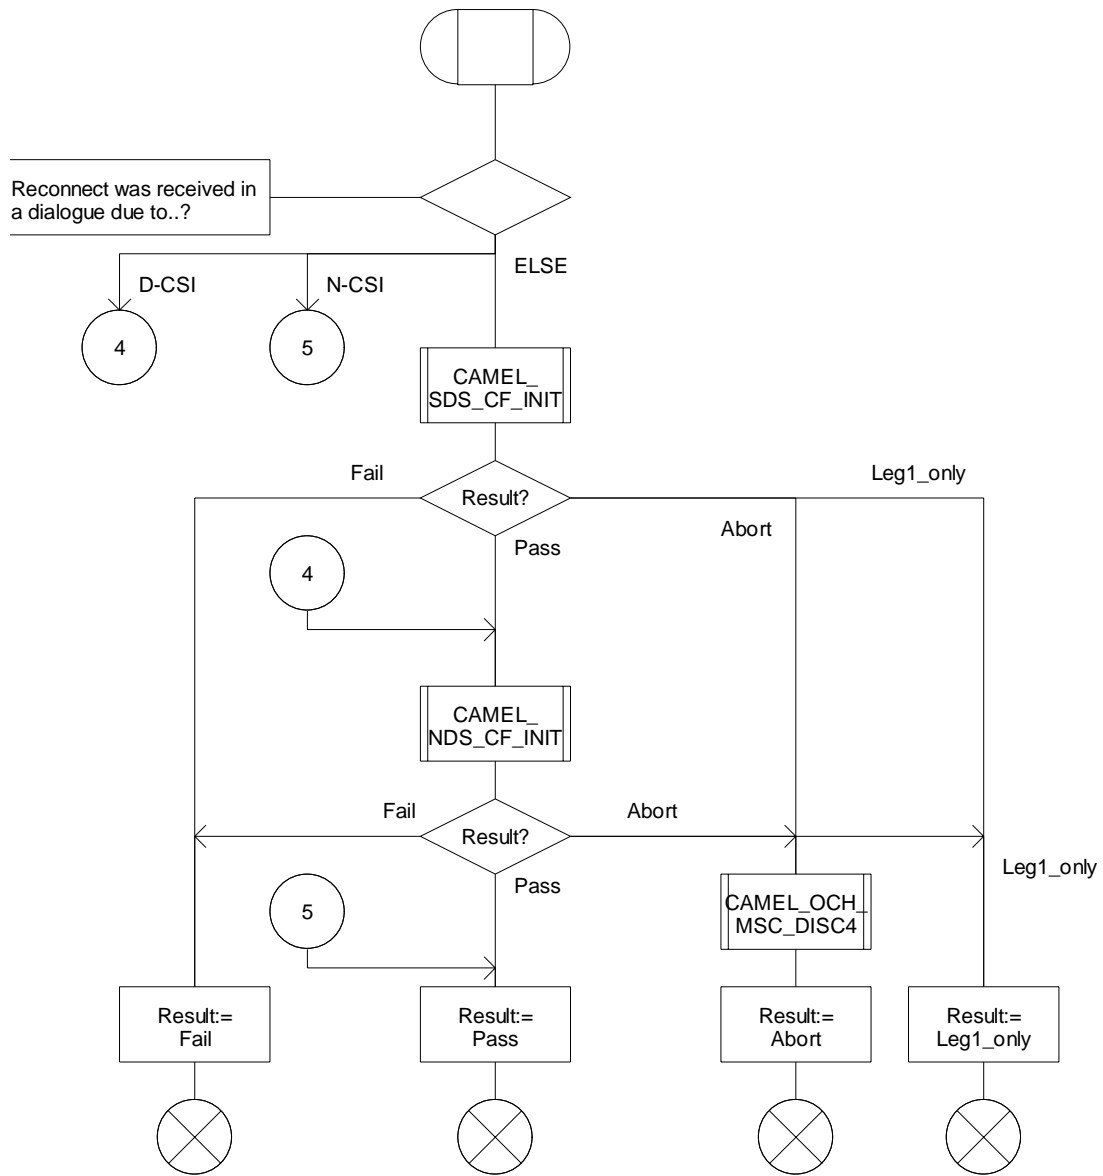 Reconnect was received in
a dialogue due to..?
ELSE
D-CSI
N-CSI
4
5
CAMEL_
SDS_CF_INIT
Fail
Result?
Leg1_only
Abort
Pass
4
CAMEL_
NDS_CF_INIT
Fail
Result?
Abort
Leg1_only
Pass
5
CAMEL_OCH_
MSC_DISC4
Result:=
Fail
Result:=
Pass
Result:=
Abort
Result:=
Leg1_only